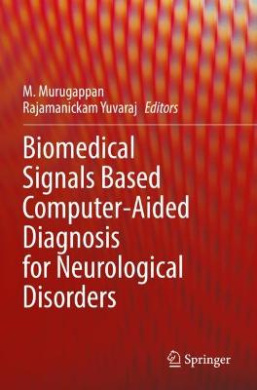 M. Murugappan
Rajamanickam Yuvaraj Editors
Biomedical
Signals Based
Computer-Aided
Diagnosis
for Neurological
Disorders
Springer